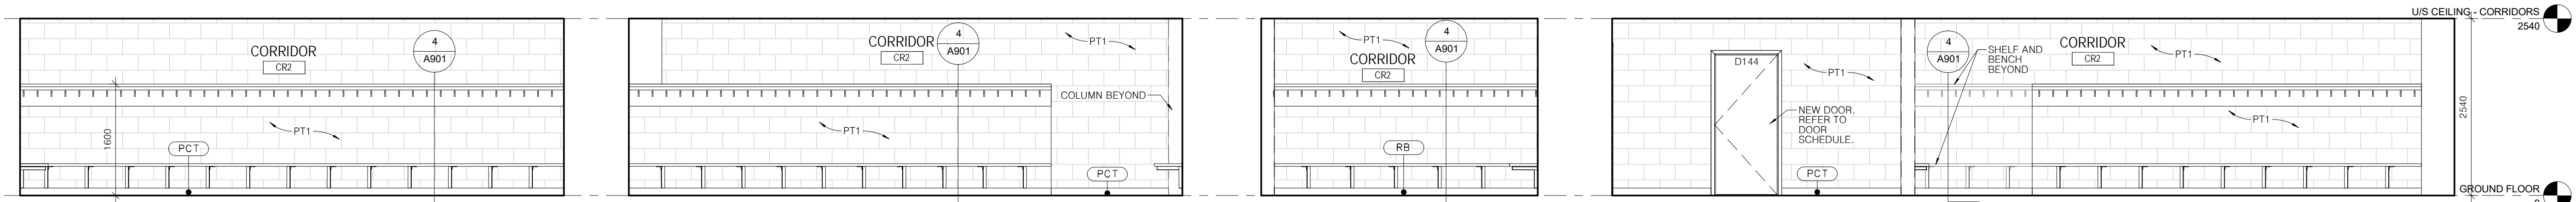 CORRIDOR
CR2
4
A901
1600
PT1
PCT
CORRIDOR
CR2
4
A901
PT1
COLUMN BEYOND
PT1
PCT
PT1
4
A901
CORRIDOR
CR2
RB
D144
PT1
NEW DOOR.
REFER TO
DOOR
SCHEDULE.
PCT
4
A901
SHELF AND
BENCH
BEYOND
CORRIDOR
CR2
PT1
PT1
U/S CEILING - CORRIDORS
2540
2540
GROUND FLOOR